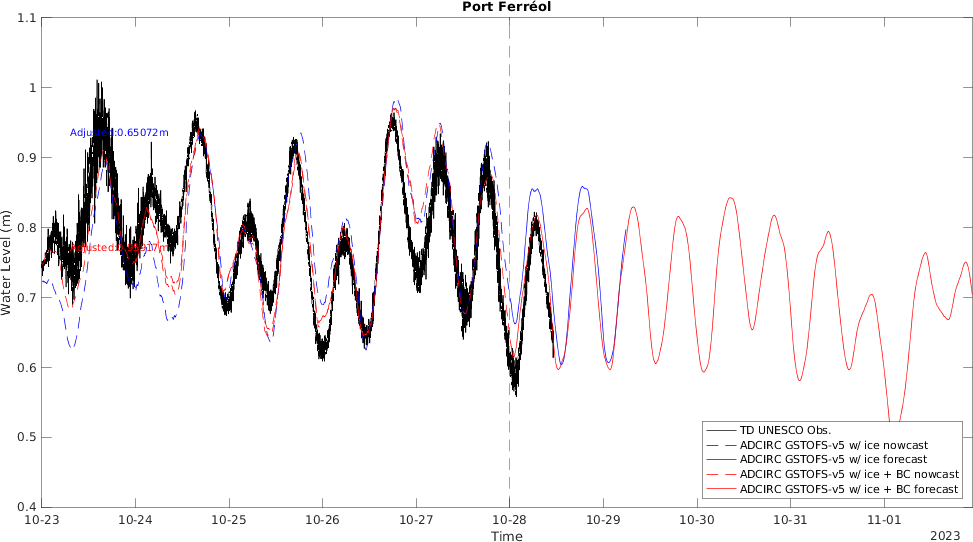 Port Ferréol
1.1
1
0.9
0.8
0.7
0.6
0.5
0.4
Water Level (m)
Adjusted:0.65072m
TD UNESCO Obs.
ADCIRC GSTOFS-v5 w/ ice nowcast
ADCIRC GSTOFS-v5 w/ ice forecast
ADCIRC GSTOFS-v5 w/ ice + BC nowcast
ADCIRC GSTOFS-v5 w/ ice + BC forecast
10-23
10-24
10-25
10-26
10-27
10-28
10-29
10-30
10-31
11-01
Time
2023